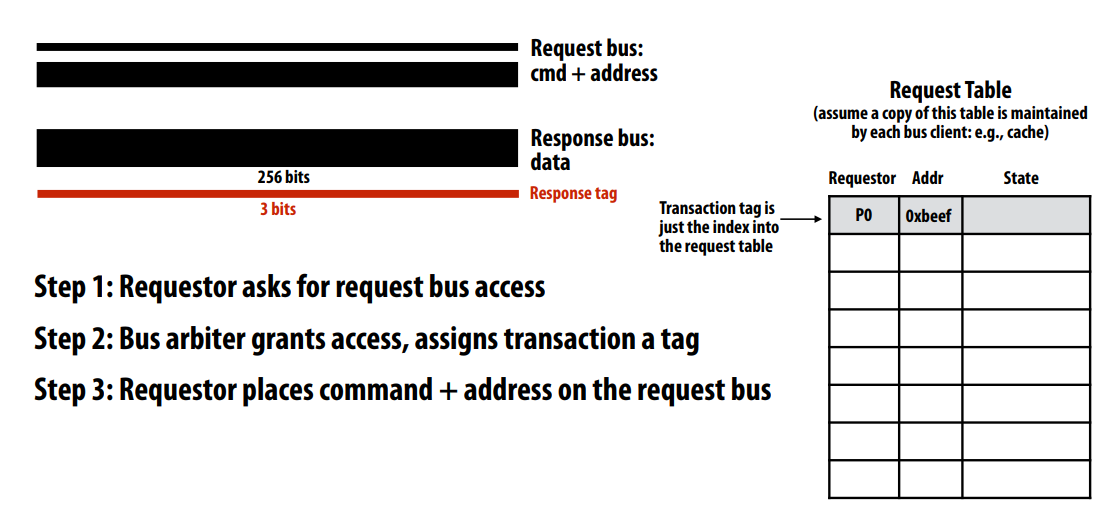 Request bus:
cmd + address
Response bus:
data
256 bits
Response tag
3 bits
Request Table
(assume a copy of this table is maintained
by each bus client: e.g., cache)
Requestor Addr State
P0 0xbeef
Transaction tag is
just the index into
the request table
Step 1: Requestor asks for request bus access
Step 2: Bus arbiter grants access, assigns transaction a tag
Step 3: Requestor places command + address on the request bus